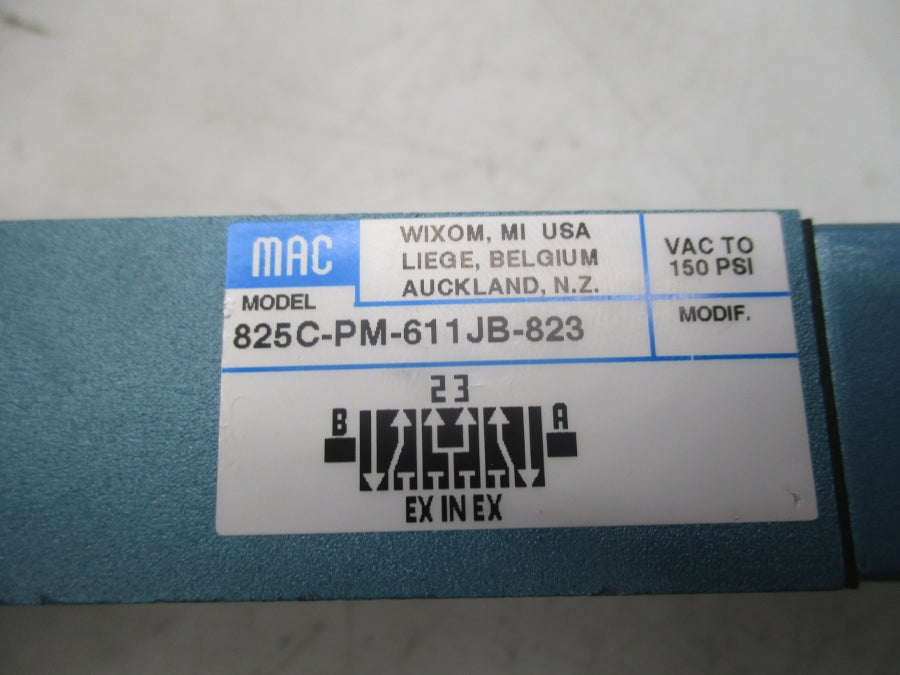 MAC
WIXOM, MI USA
LIEGE, BELGIUM
AUCKLAND, N.Z.
VAC TO
150 PSI
MODEL
825C-PM-611JB-823
MODIF.
2 3
B A
EX IN EX